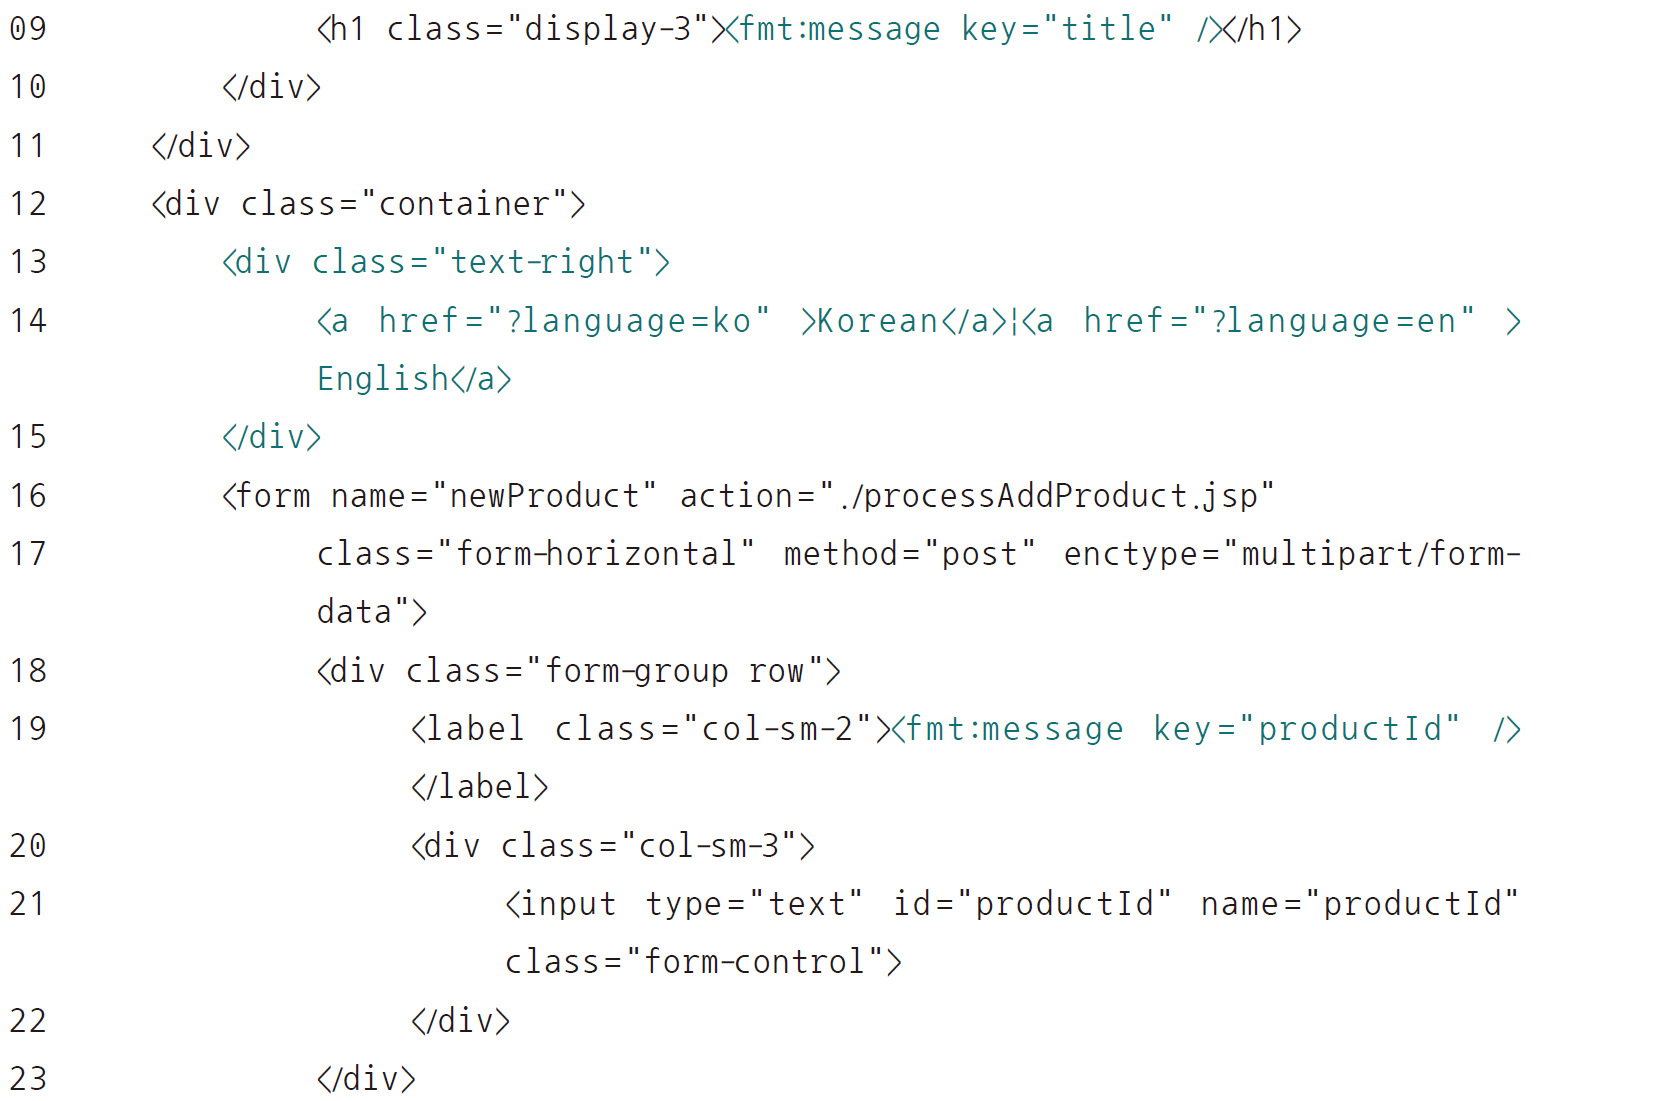 09 <h1 class="display-3"><fmt:message key="title" /></h1>
10 </div>
11 </div>
12 <div class="container">
13 <div class="text-right">
14 <a href="?language=ko" >Korean</a>¦<a href="?language=en" >
English</a>
15 </div>
16 <form name="newProduct" action="./processAddProduct.jsp"
17 class="form-horizontal" method="post" enctype="multipart/form-
data">
18 <div class="form-group row">
19 <label class="col-sm-2"><fmt:message key="productId" />
</label>
20 <div class="col-sm-3">
21 <input type="text" id="productId" name="productId"
class="form-control">
22 </div>
23 </div>